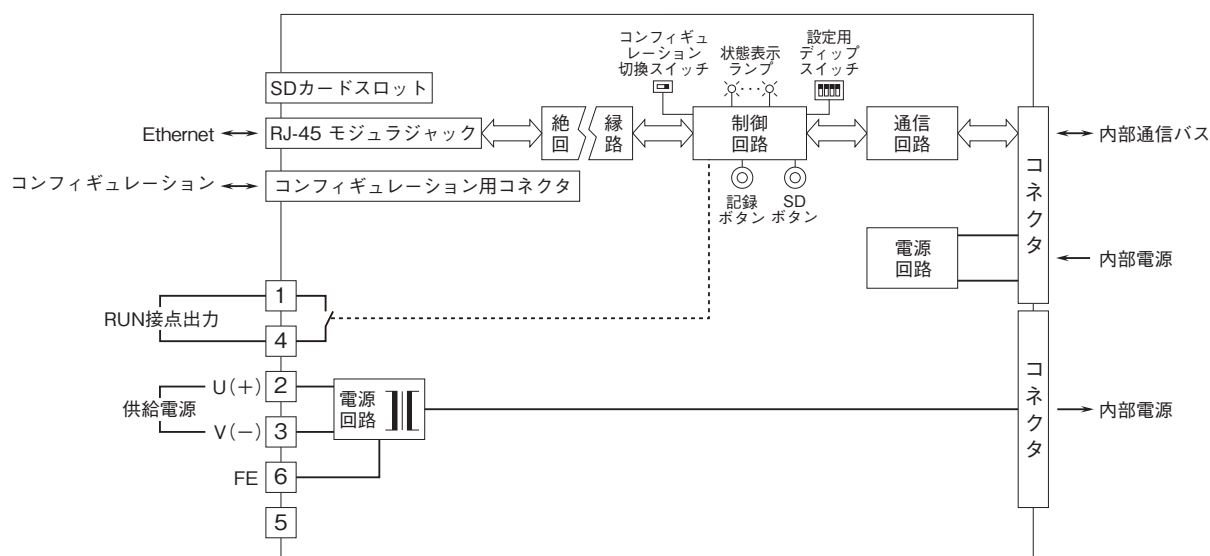 コンフィギュ
レーション
切換スイッチ
状態表示
ランプ
設定用
ディップ
スイッチ
SDカードスロット
Ethernet
RJ-45 モジュラジャック
絶 縁
回 路
制御
回路
通信
回路
コネクタ
内部通信バス
コンフィギュレーション
コンフィギュレーション用コネクタ
記録
ボタン
SD
ボタン
電源
回路
内部電源
1
RUN接点出力
4
U(+)
2
供給電源
V(−)
3
電源
回路
コネクタ
内部電源
FE
6
5